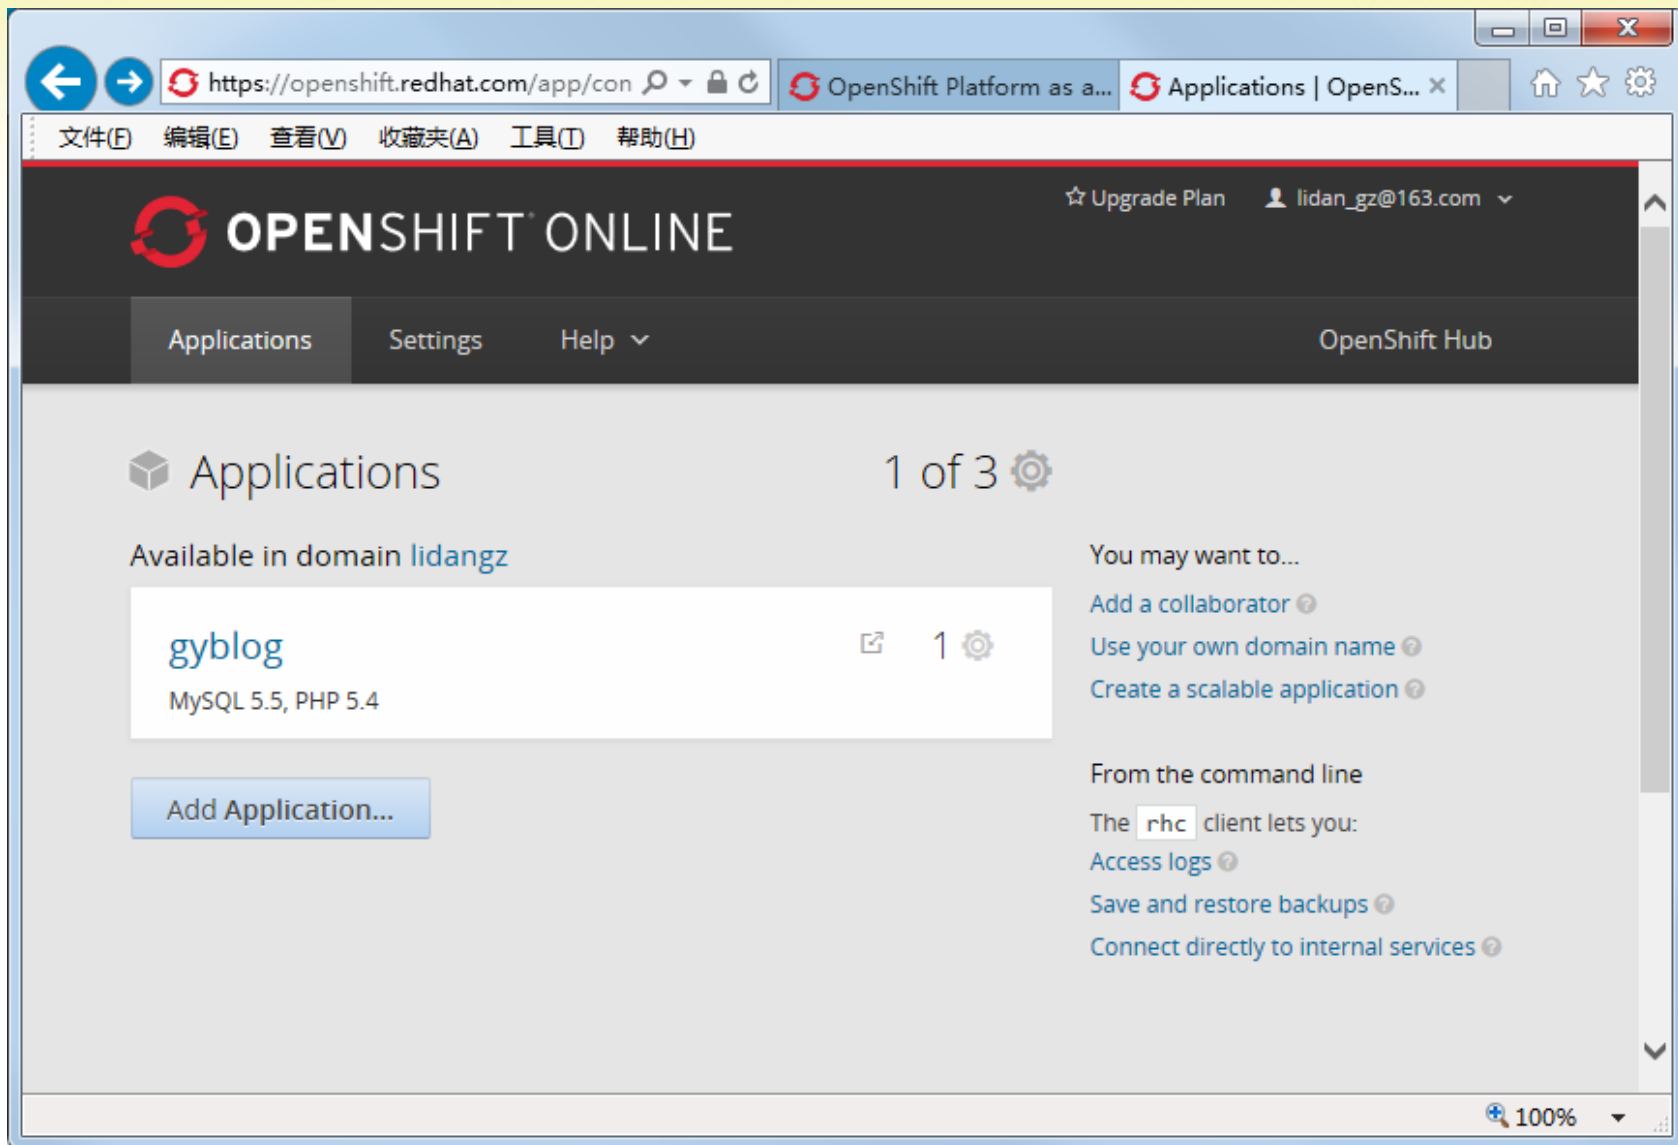 https://openshift.redhat.com/app/con
OpenShift Platform as a...
Applications | OpenS...
文件(F) 编辑(E) 查看(V) 收藏夹(A) 工具(T) 帮助(H)
Upgrade Plan lidan_gz@163.com
OPENSHIFT ONLINE
Applications Settings Help OpenShift Hub
Applications 1 of 3
Available in domain lidangz
gyblog 1
MySQL 5.5, PHP 5.4
Add Application...
You may want to...
Add a collaborator
Use your own domain name
Create a scalable application
From the command line
The rhc client lets you:
Access logs
Save and restore backups
Connect directly to internal services
100%